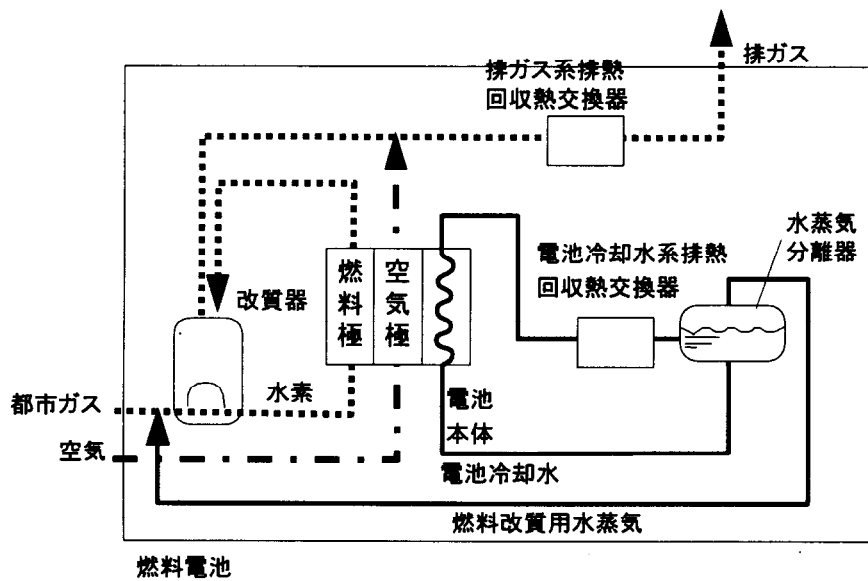 排ガス
排ガス系排熱
回収熱交換器
水蒸気
分離器
電池冷却水系排熱
回収熱交換器
改質器
燃料極
空気極
水素
都市ガス
電池
本体
空気
電池冷却水
燃料改質用水蒸気
燃料電池